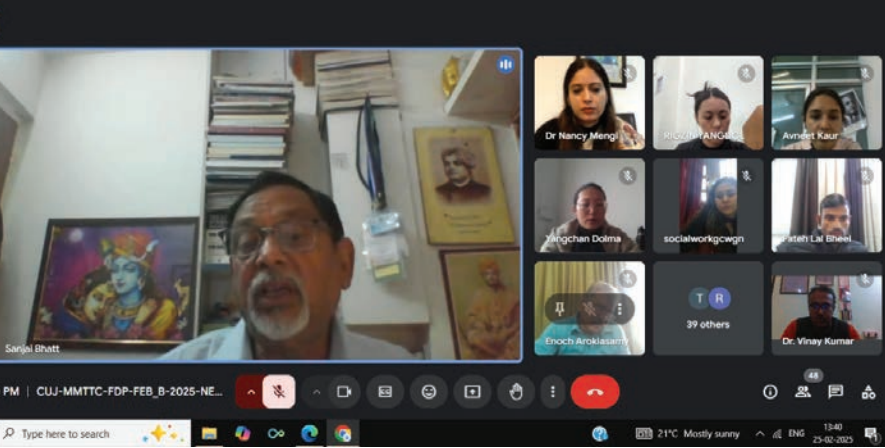 Dr Nancy Mengi
Avneet Kaur
Sanjai Bhatt
Yangchan Dolma
socialworkgcwgn
Fateh Lal Bheel
Enoch Arokiasamy
T R
39 others
Dr. Vinay Kumar
PM | CUJ-MMTTC-FDP-FEB_B-2025-NE...
48
Type here to search
21°C Mostly sunny
ENG
13:40
25-02-2025